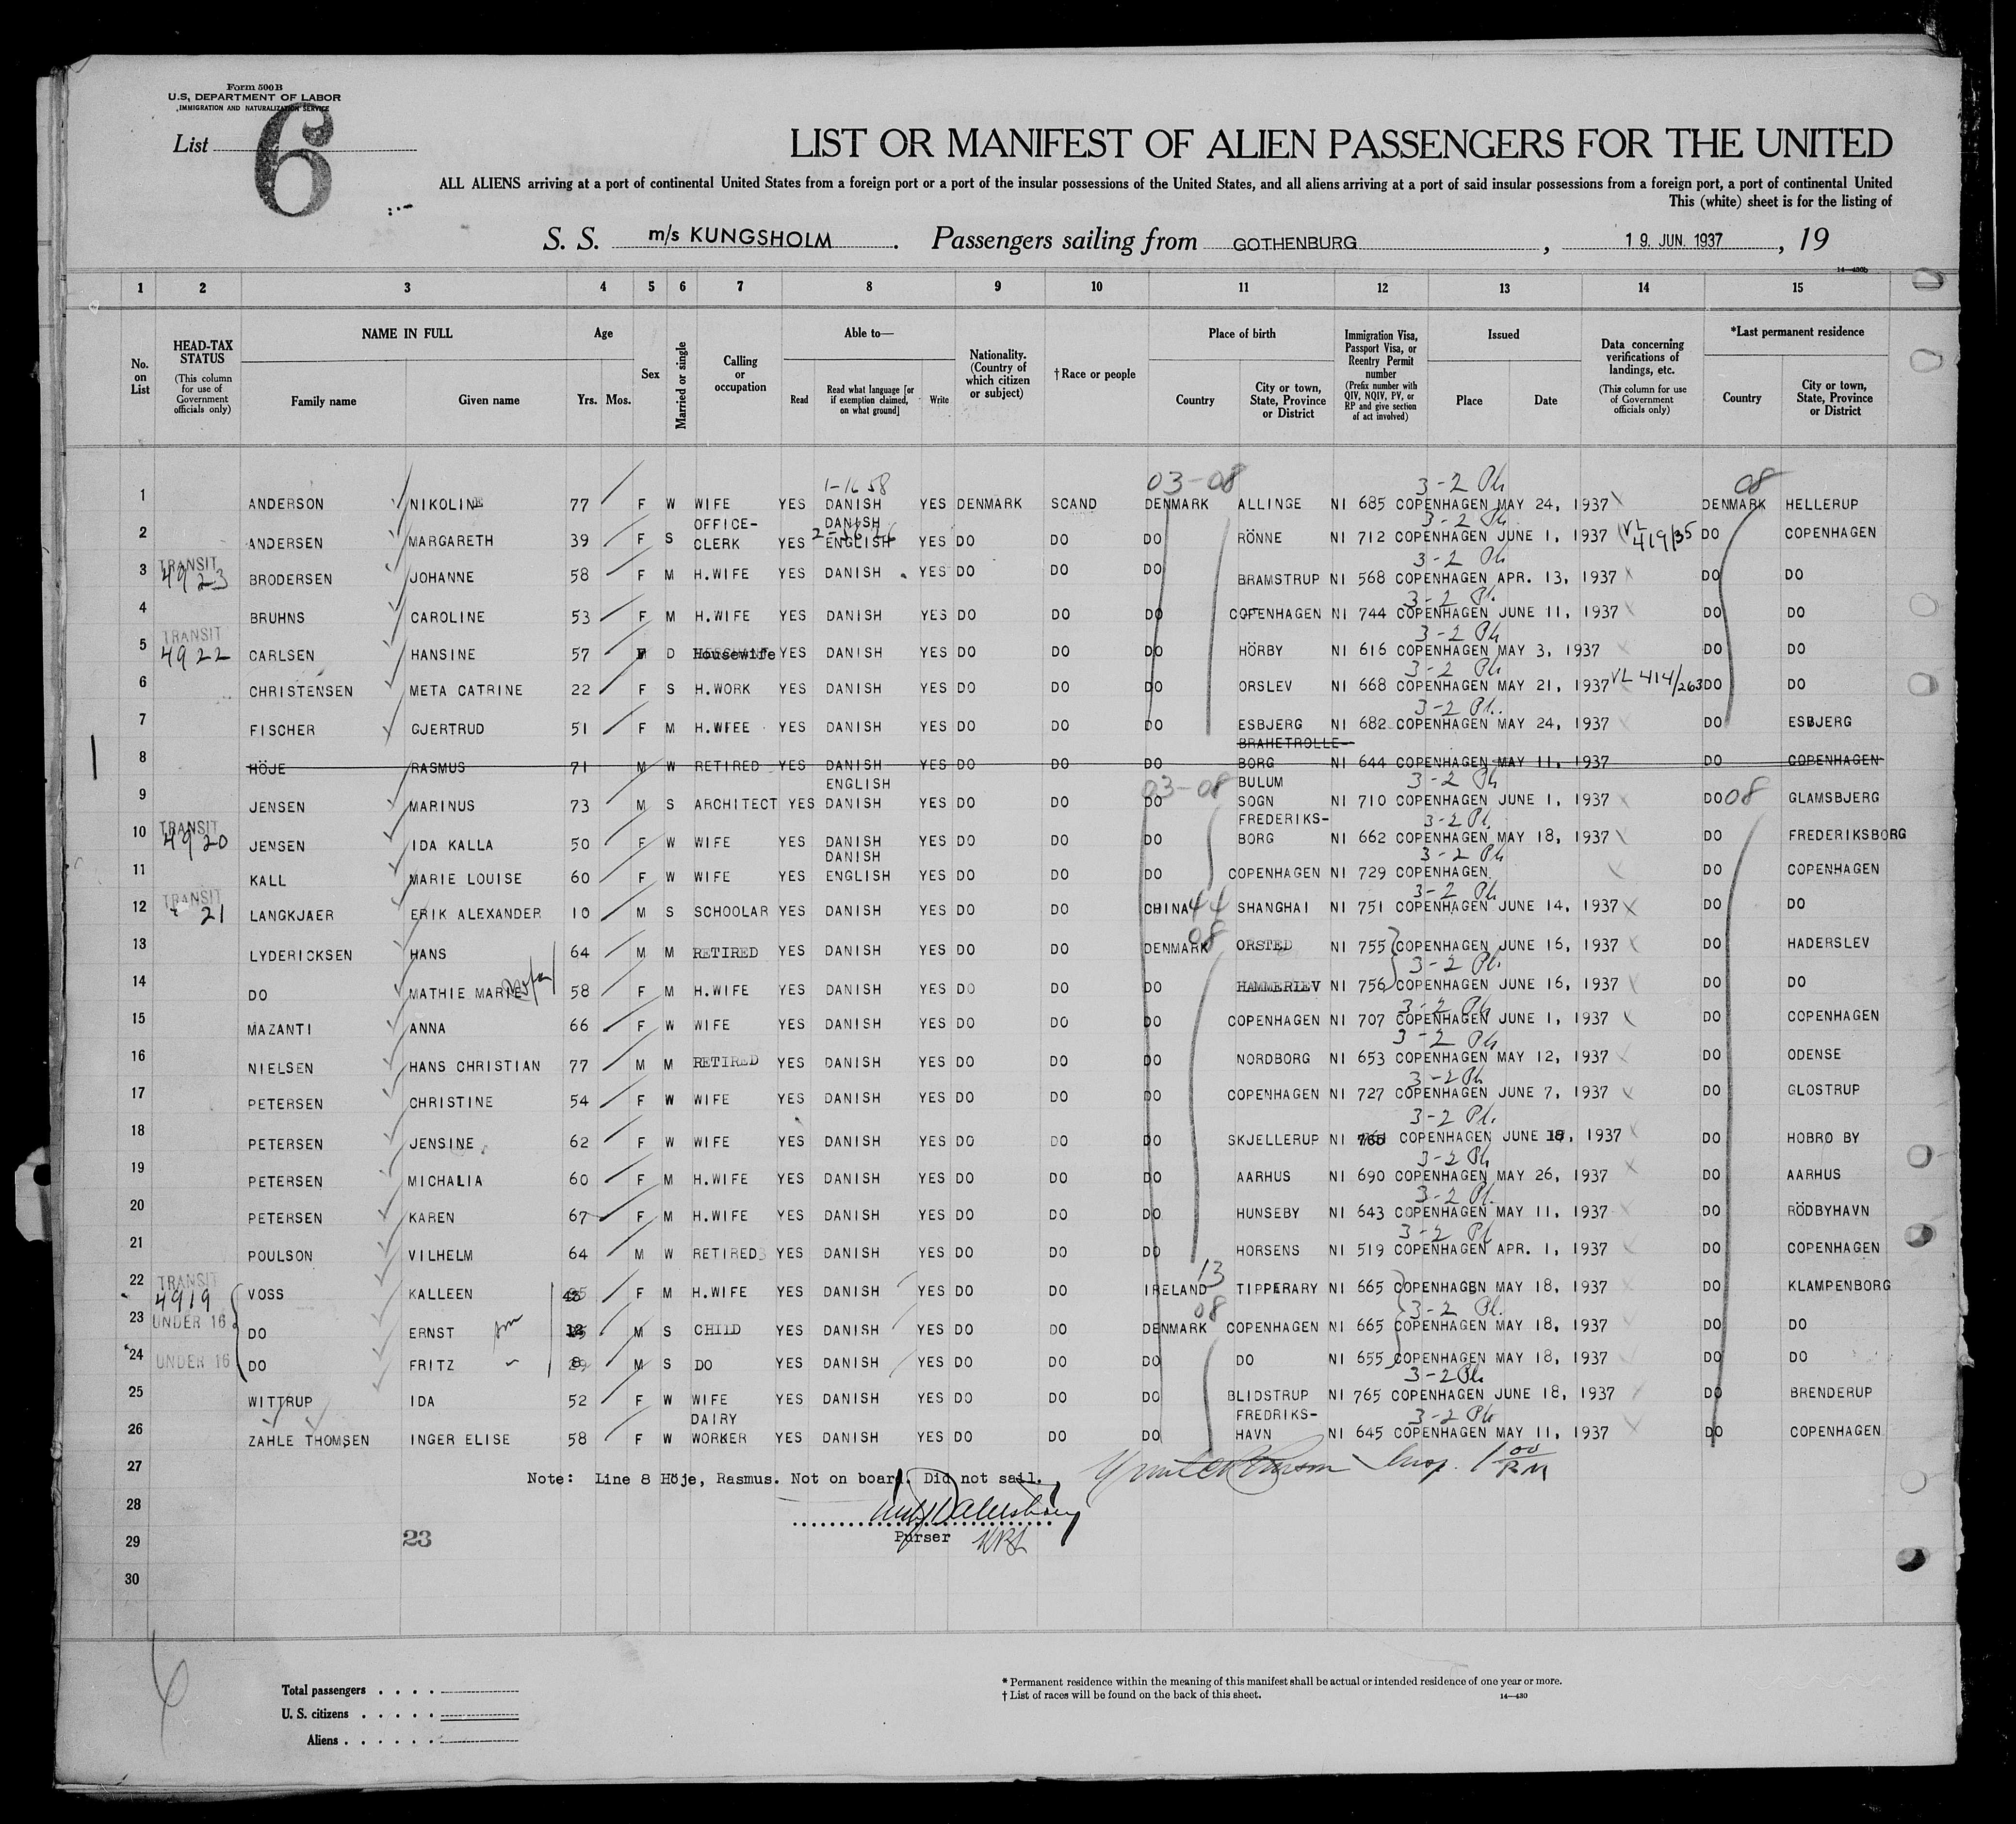 Form 500B
U.S. DEPARTMENT OF LABOR
IMMIGRATION AND NATURALIZATION SERVICE
List 6
LIST OR MANIFEST OF ALIEN PASSENGERS FOR THE UNITED
ALL ALIENS arriving at a port of continental United States from a foreign port or a port of the insular possessions of the United States, and all aliens arriving at a port of said insular possessions from a foreign port, a port of continental United
This (white) sheet is for the listing of
S. S. m/s KUNGSHOLM . Passengers sailing from GOTHENBURG , 19. JUN. 1937 , 19
14—430b
1 2 3 4 5 6 7 8 9 10 11 12 13 14 15
No. on List
HEAD-TAX STATUS (This column for use of Government officials only)
NAME IN FULL Family name Given name
Age Yrs. Mos.
Sex
Married or single
Calling or occupation
Able to— Read Read what language [or if exemption claimed, on what ground] Write
Nationality. (Country of which citizen or subject)
†Race or people
Place of birth Country City or town, State, Province or District
Immigration Visa, Passport Visa, or Reentry Permit number (Prefix number with QIV, NQIV, PV, or RP and give section of act involved)
Issued Place Date
Data concerning verifications of landings, etc. (This column for use of Government officials only)
*Last permanent residence Country City or town, State, Province or District
1-16 58 03-08 3-2 08
1 ANDERSON NIKOLINE 77 F W WIFE YES DANISH YES DENMARK SCAND DENMARK ALLINGE NI 685 COPENHAGEN MAY 24, 1937 DENMARK HELLERUP
2 ANDERSEN MARGARETH 39 F S OFFICE-CLERK YES DANISH ENGLISH YES DO DO DO RÖNNE NI 712 COPENHAGEN JUNE 1, 1937 VL 419/35 DO COPENHAGEN
3 TRANSIT 4923 BRODERSEN JOHANNE 58 F M H.WIFE YES DANISH YES DO DO DO BRAMSTRUP NI 568 COPENHAGEN APR. 13, 1937 DO DO
4 BRUHNS CAROLINE 53 F M H.WIFE YES DANISH YES DO DO DO COPENHAGEN NI 744 COPENHAGEN JUNE 11, 1937 DO DO
5 TRANSIT 4922 CARLSEN HANSINE 57 F D Housewife YES DANISH YES DO DO DO HÖRBY NI 616 COPENHAGEN MAY 3, 1937 DO DO
6 CHRISTENSEN META CATRINE 22 F S H.WORK YES DANISH YES DO DO DO ORSLEV NI 668 COPENHAGEN MAY 21, 1937 VL 414/263 DO DO
7 FISCHER GJERTRUD 51 F M H.WIFE YES DANISH YES DO DO DO ESBJERG NI 682 COPENHAGEN MAY 24, 1937 DO ESBJERG
8 HÖJE RASMUS 71 M W RETIRED YES DANISH YES DO DO DO BRAHETROLLE-BORG NI 644 COPENHAGEN MAY 11, 1937 DO COPENHAGEN
9 JENSEN MARINUS 73 M S ARCHITECT YES ENGLISH DANISH YES DO DO 03-08 DO BULUM SOGN NI 710 COPENHAGEN JUNE 1, 1937 DO 08 GLAMSBJERG
10 TRANSIT 4920 JENSEN IDA KALLA 50 F W WIFE YES DANISH YES DO DO DO FREDERIKS-BORG NI 662 COPENHAGEN MAY 18, 1937 DO FREDERIKSBORG
11 KALL MARIE LOUISE 60 F W WIFE YES DANISH ENGLISH YES DO DO DO COPENHAGEN NI 729 COPENHAGEN DO COPENHAGEN
12 TRANSIT 21 LANGKJAER ERIK ALEXANDER 10 M S SCHOOLAR YES DANISH YES DO DO CHINA 44 SHANGHAI NI 751 COPENHAGEN JUNE 14, 1937 DO DO
13 LYDERICKSEN HANS 64 M M RETIRED YES DANISH YES DO DO DENMARK 08 ORSTED NI 755 COPENHAGEN JUNE 16, 1937 DO HADERSLEV
14 DO MATHIE MARIE 58 F M H.WIFE YES DANISH YES DO DO DO HAMMERLEV NI 756 COPENHAGEN JUNE 16, 1937 DO DO
15 MAZANTI ANNA 66 F W WIFE YES DANISH YES DO DO DO COPENHAGEN NI 707 COPENHAGEN JUNE 1, 1937 DO COPENHAGEN
16 NIELSEN HANS CHRISTIAN 77 M M RETIRED YES DANISH YES DO DO DO NORDBORG NI 653 COPENHAGEN MAY 12, 1937 DO ODENSE
17 PETERSEN CHRISTINE 54 F W WIFE YES DANISH YES DO DO DO COPENHAGEN NI 727 COPENHAGEN JUNE 7, 1937 DO GLOSTRUP
18 PETERSEN JENSINE 62 F W WIFE YES DANISH YES DO DO DO SKJELLERUP NI COPENHAGEN JUNE 1937 DO HOBRO BY
19 PETERSEN MICHALIA 60 F M H.WIFE YES DANISH YES DO DO DO AARHUS NI 690 COPENHAGEN MAY 26, 1937 DO AARHUS
20 PETERSEN KAREN 67 F M H.WIFE YES DANISH YES DO DO DO HUNSEBY NI 643 COPENHAGEN MAY 11, 1937 DO RÖDBYHAVN
21 POULSON VILHELM 64 M W RETIRED YES DANISH YES DO DO DO HORSENS NI 519 COPENHAGEN APR. 1, 1937 DO COPENHAGEN
22 TRANSIT 4919 VOSS KALLEEN F M H.WIFE YES DANISH YES DO DO IRELAND 13 TIPPERARY NI 665 COPENHAGEN MAY 18, 1937 DO KLAMPENBORG
23 UNDER 16 DO ERNST M S CHILD YES DANISH YES DO DO DENMARK 08 COPENHAGEN NI 665 COPENHAGEN MAY 18, 1937 DO DO
24 UNDER 16 DO FRITZ M S DO YES DANISH YES DO DO DO DO NI 655 COPENHAGEN MAY 18, 1937 DO DO
25 WITTRUP IDA 52 F W WIFE YES DANISH YES DO DO DO BLIDSTRUP NI 765 COPENHAGEN JUNE 18, 1937 DO BRENDERUP
26 ZAHLE THOMSEN INGER ELISE 58 F W DAIRY WORKER YES DANISH YES DO DO DO FREDRIKS-HAVN NI 645 COPENHAGEN MAY 11, 1937 DO COPENHAGEN
27 Note: Line 8 Höje, Rasmus. Not on board. Did not sail.
28
29 23 Purser
30
Total passengers
U. S. citizens
Aliens
* Permanent residence within the meaning of this manifest shall be actual or intended residence of one year or more.
† List of races will be found on the back of this sheet.
14—430
6